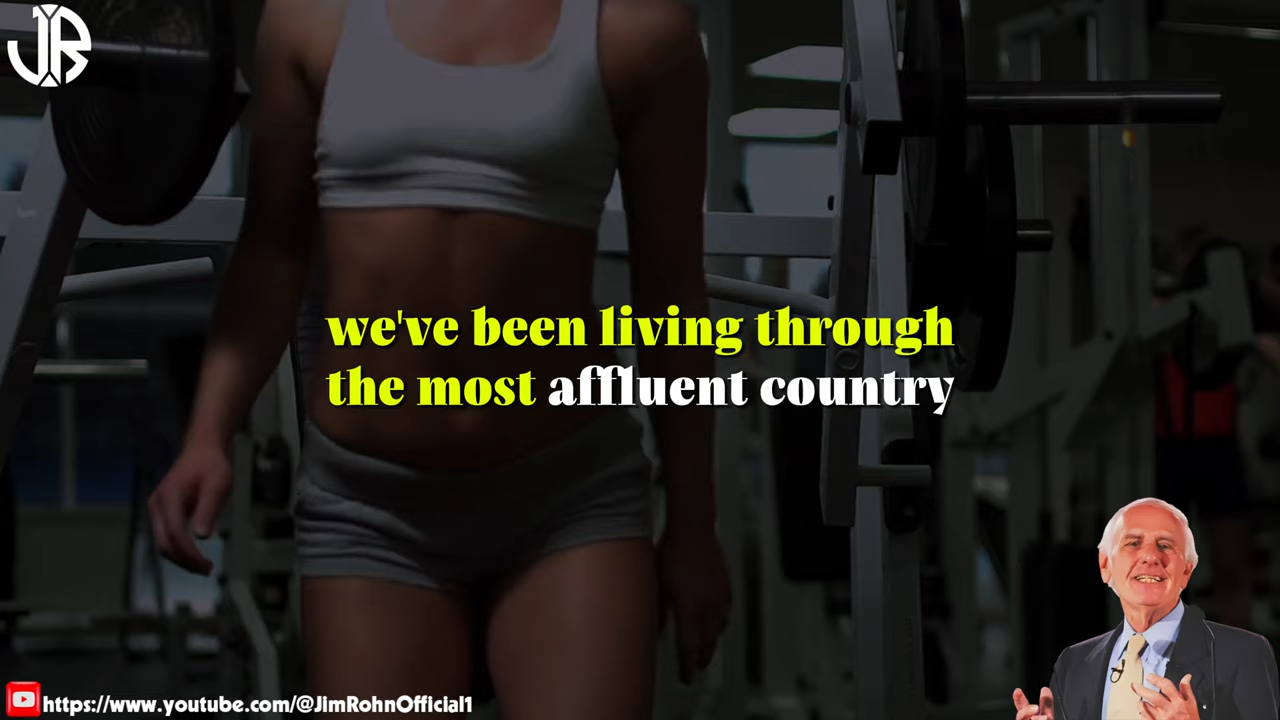 JR
we've been living through
the most affluent country
https://www.youtube.com/@JimRohnOfficial1